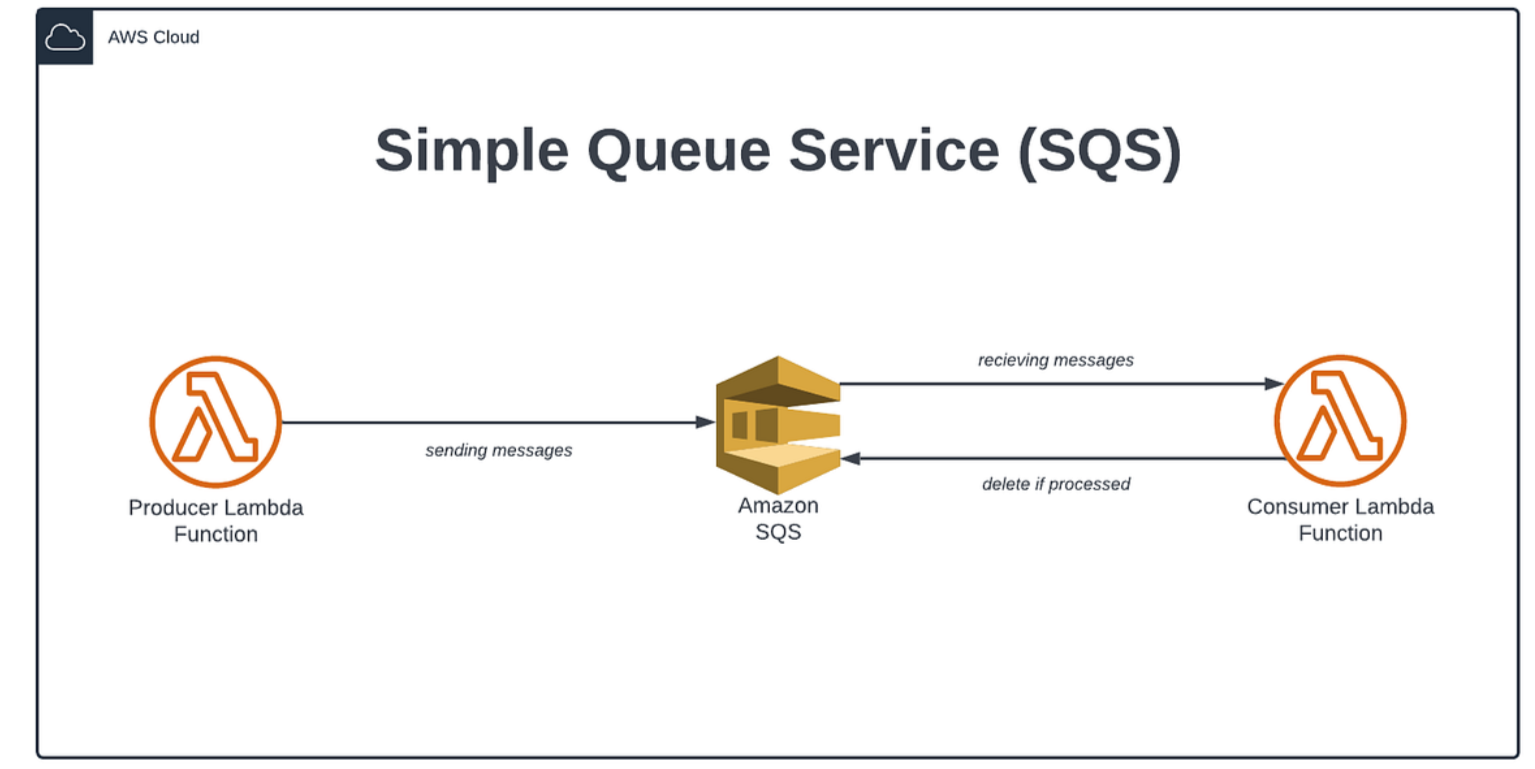 AWS Cloud
Simple Queue Service (SQS)
recieving messages
sending messages
delete if processed
Producer Lambda
Function
Amazon
SQS
Consumer Lambda
Function